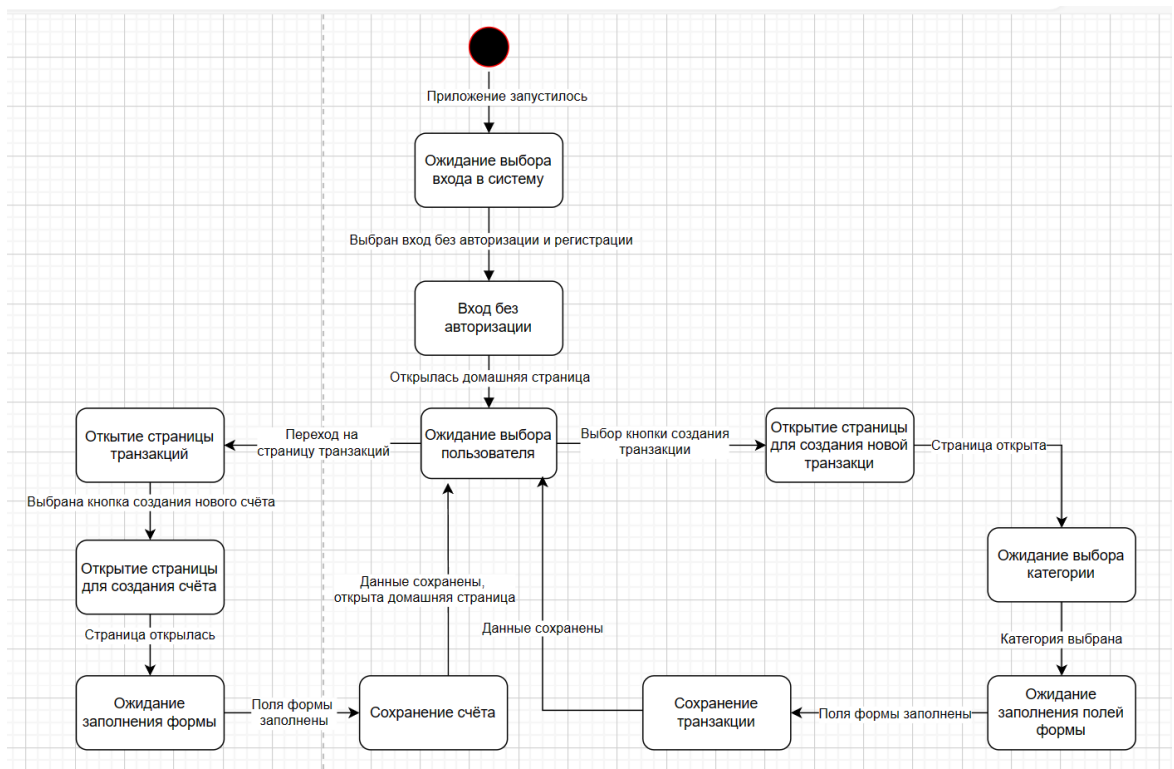 Приложение запустилось
Ожидание выбора
входа в систему
Выбран вход без авторизации и регистрации
Вход без
авторизации
Открылась домашняя страница
Откытие страницы
транзакций
Переход на
страницу транзакций
Ожидание выбора
пользователя
Выбор кнопки создания
транзакции
Открытие страницы
для создания новой
транзакци
Страница открыта
Выбрана кнопка создания нового счёта
Открытие страницы
для создания счёта
Ожидание выбора
категории
Данные сохранены,
открыта домашняя страница
Данные сохранены
Страница открылась
Категория выбрана
Ожидание
заполнения формы
Поля формы
заполнены
Сохранение счёта
Сохранение
транзакции
Поля формы заполнены
Ожидание
заполнения полей
формы